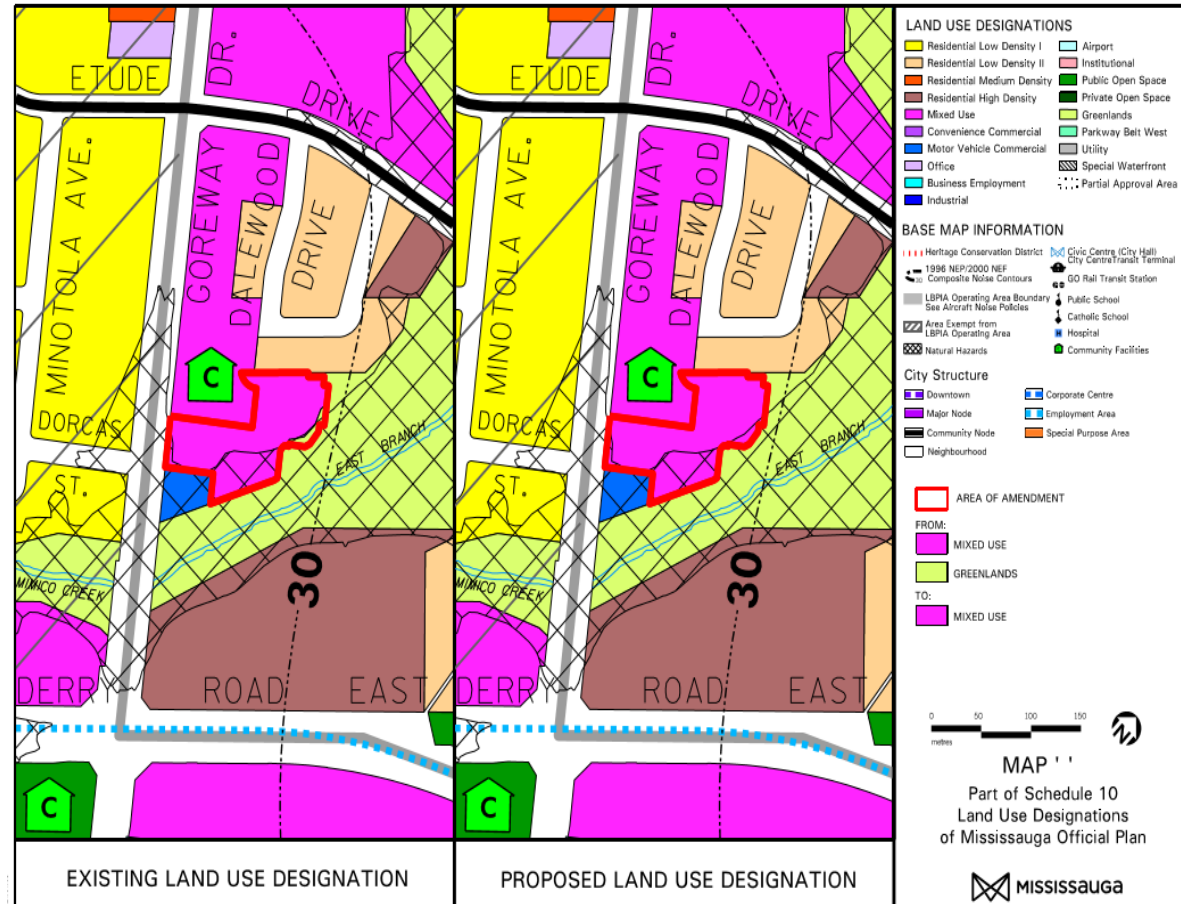 ETUDE
DR.
DRIVE
MINOTOLA AVE.
GOREWAY
DALEWOOD
DRIVE
C
DORCAS
ST.
EAST BRANCH
MIMICO CREEK
30
DERRY ROAD EAST
C
EXISTING LAND USE DESIGNATION
ETUDE
DR.
DRIVE
MINOTOLA AVE.
GOREWAY
DALEWOOD
DRIVE
C
DORCAS
ST.
EAST BRANCH
MIMICO CREEK
30
DERRY ROAD EAST
C
PROPOSED LAND USE DESIGNATION
LAND USE DESIGNATIONS
Residential Low Density I
Residential Low Density II
Residential Medium Density
Residential High Density
Mixed Use
Convenience Commercial
Motor Vehicle Commercial
Office
Business Employment
Industrial
Airport
Institutional
Public Open Space
Private Open Space
Greenlands
Parkway Belt West
Utility
Special Waterfront
Partial Approval Area
BASE MAP INFORMATION
Heritage Conservation District
1996 NEP/2000 NEF
Composite Noise Contours
LBPIA Operating Area Boundary
See Aircraft Noise Policies
Area Exempt from
LBPIA Operating Area
Natural Hazards
Civic Centre (City Hall)
City CentreTransit Terminal
GO Rail Transit Station
Public School
Catholic School
H Hospital
Community Facilities
City Structure
Downtown
Major Node
Community Node
Neighbourhood
Corporate Centre
Employment Area
Special Purpose Area
AREA OF AMENDMENT
FROM:
MIXED USE
GREENLANDS
TO:
MIXED USE
0 50 100 150
metres
N
MAP ' '
Part of Schedule 10
Land Use Designations
of Mississauga Official Plan
MISSISSAUGA